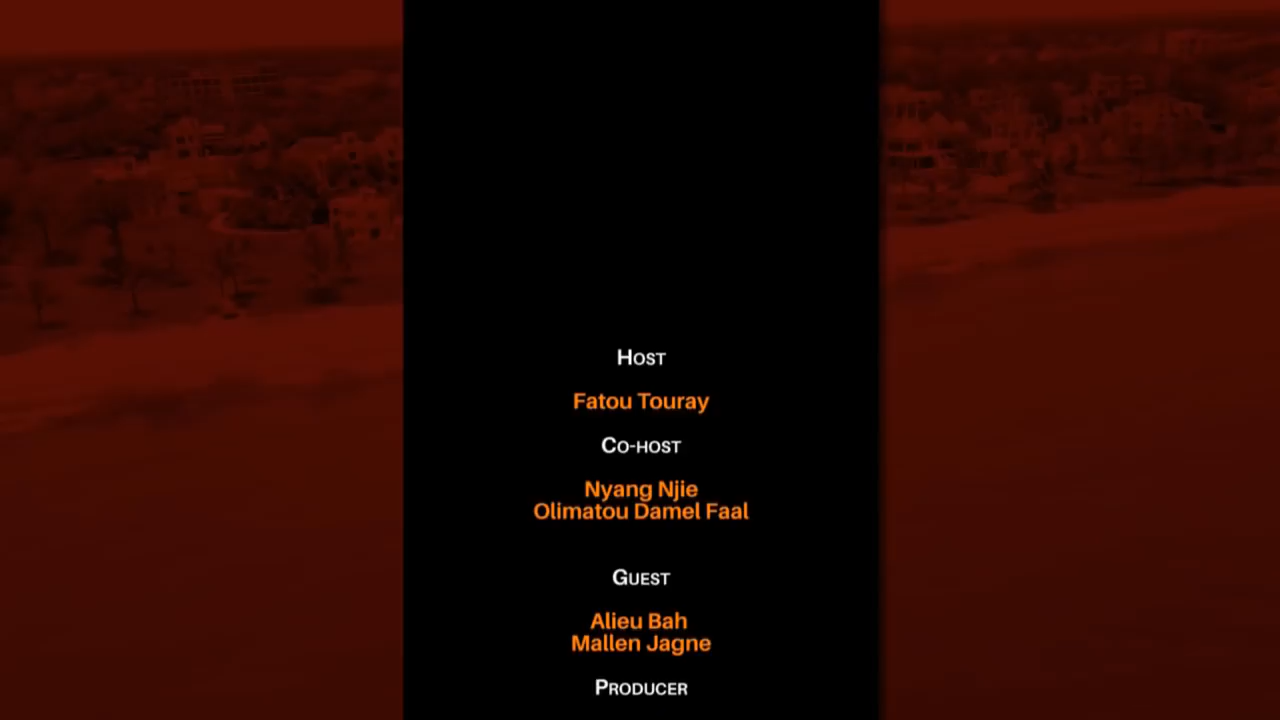 Host
Fatou Touray
Co-host
Nyang Njie
Olimatou Damel Faal
Guest
Alieu Bah
Mallen Jagne
Producer